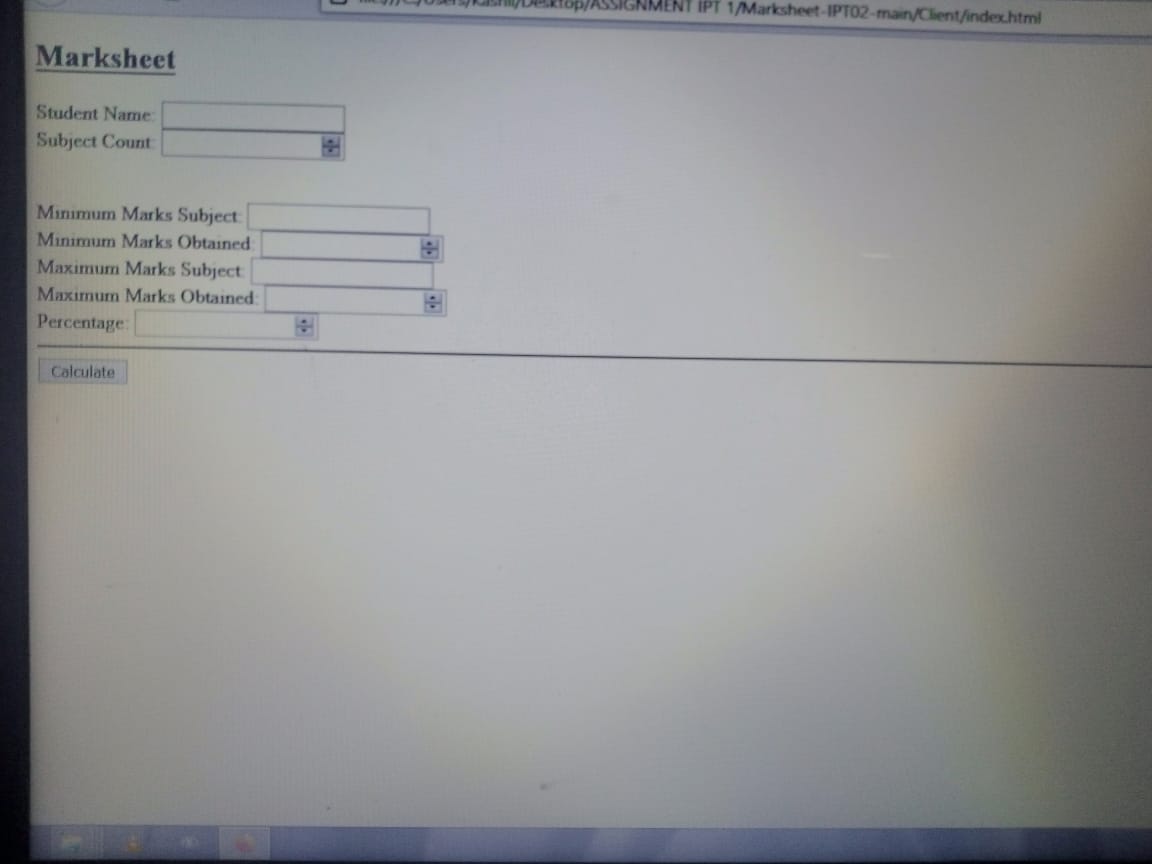 /Desktop/ASSIGNMENT IPT 1/Marksheet-IPT02-main/Client/index.html
Marksheet
Student Name:
Subject Count:
Minimum Marks Subject:
Minimum Marks Obtained:
Maximum Marks Subject:
Maximum Marks Obtained:
Percentage:
Calculate